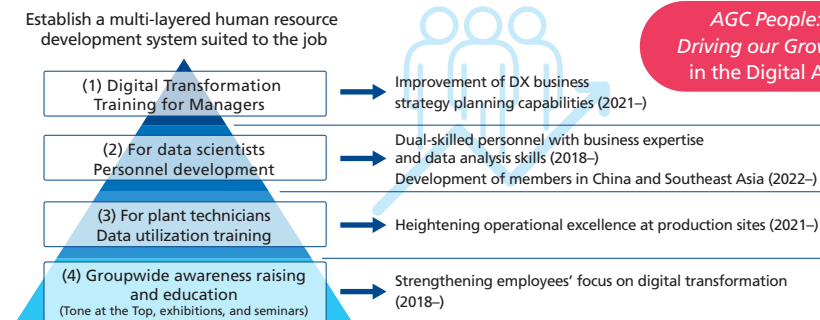 Establish a multi-layered human resource
development system suited to the job
AGC People:
Driving our Grow
in the Digital A
(1) Digital Transformation
Training for Managers
Improvement of DX business
strategy planning capabilities (2021–)
(2) For data scientists
Personnel development
Dual-skilled personnel with business expertise
and data analysis skills (2018–)
Development of members in China and Southeast Asia (2022–)
(3) For plant technicians
Data utilization training
Heightening operational excellence at production sites (2021–)
(4) Groupwide awareness raising
and education
(Tone at the Top, exhibitions, and seminars)
Strengthening employees’ focus on digital transformation
(2018–)